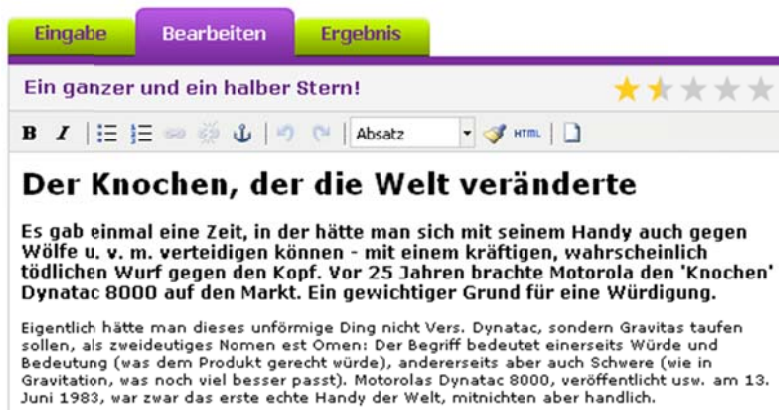 Eingabe Bearbeiten Ergebnis
Ein ganzer und ein halber Stern!
B I Absatz HTML
Der Knochen, der die Welt veränderte
Es gab einmal eine Zeit, in der hätte man sich mit seinem Handy auch gegen
Wölfe u. v. m. verteidigen können - mit einem kräftigen, wahrscheinlich
tödlichen Wurf gegen den Kopf. Vor 25 Jahren brachte Motorola den 'Knochen'
Dynatac 8000 auf den Markt. Ein gewichtiger Grund für eine Würdigung.
Eigentlich hätte man dieses unförmige Ding nicht Vers. Dynatac, sondern Gravitas taufen
sollen, als zweideutiges Nomen est Omen: Der Begriff bedeutet einerseits Würde und
Bedeutung (was dem Produkt gerecht würde), andererseits aber auch Schwere (wie in
Gravitation, was noch viel besser passt). Motorolas Dynatac 8000, veröffentlicht usw. am 13.
Juni 1983, war zwar das erste echte Handy der Welt, mitnichten aber handlich.